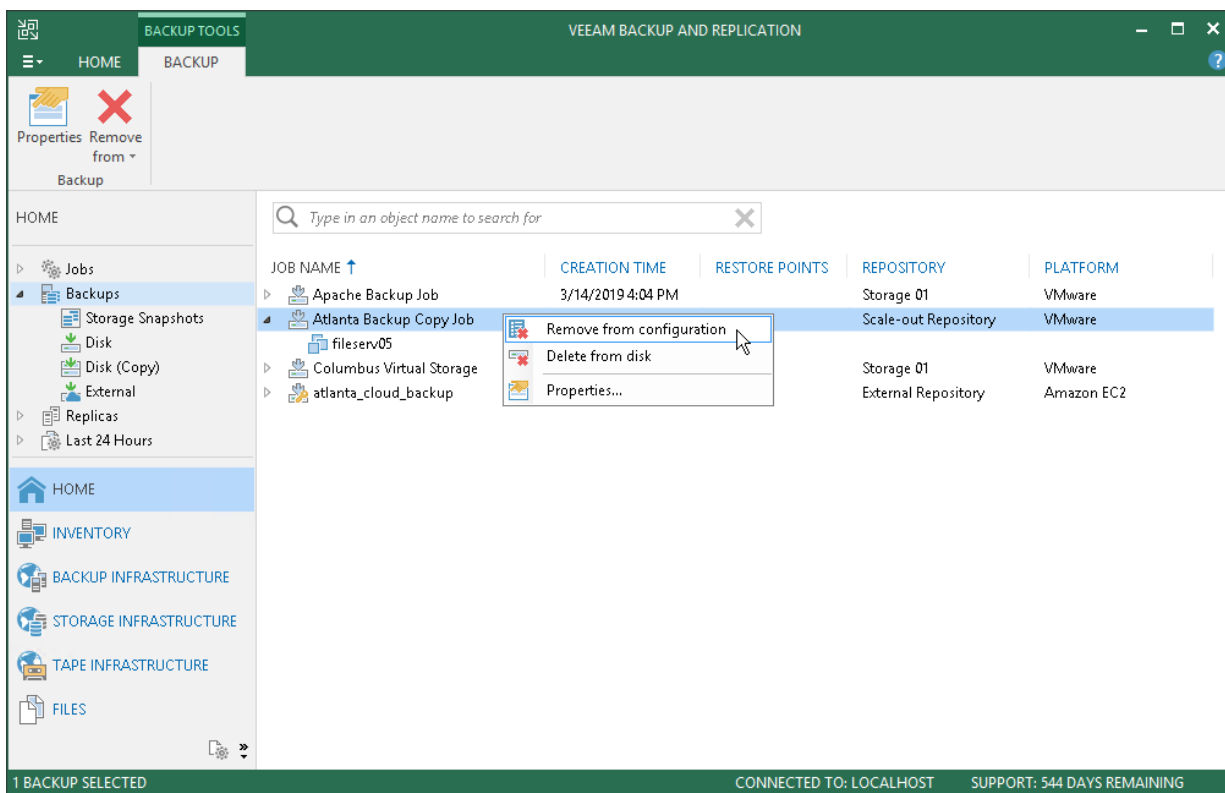 BACKUP TOOLS
VEEAM BACKUP AND REPLICATION
HOME BACKUP
Properties Remove from
Backup
HOME
Type in an object name to search for
Jobs
Backups
Storage Snapshots
Disk
Disk (Copy)
External
Replicas
Last 24 Hours
JOB NAME CREATION TIME RESTORE POINTS REPOSITORY PLATFORM
Apache Backup Job 3/14/2019 4:04 PM Storage 01 VMware
Atlanta Backup Copy Job Scale-out Repository VMware
fileserv05
Columbus Virtual Storage Storage 01 VMware
atlanta_cloud_backup External Repository Amazon EC2
Remove from configuration
Delete from disk
Properties...
HOME
INVENTORY
BACKUP INFRASTRUCTURE
STORAGE INFRASTRUCTURE
TAPE INFRASTRUCTURE
FILES
1 BACKUP SELECTED CONNECTED TO: LOCALHOST SUPPORT: 544 DAYS REMAINING